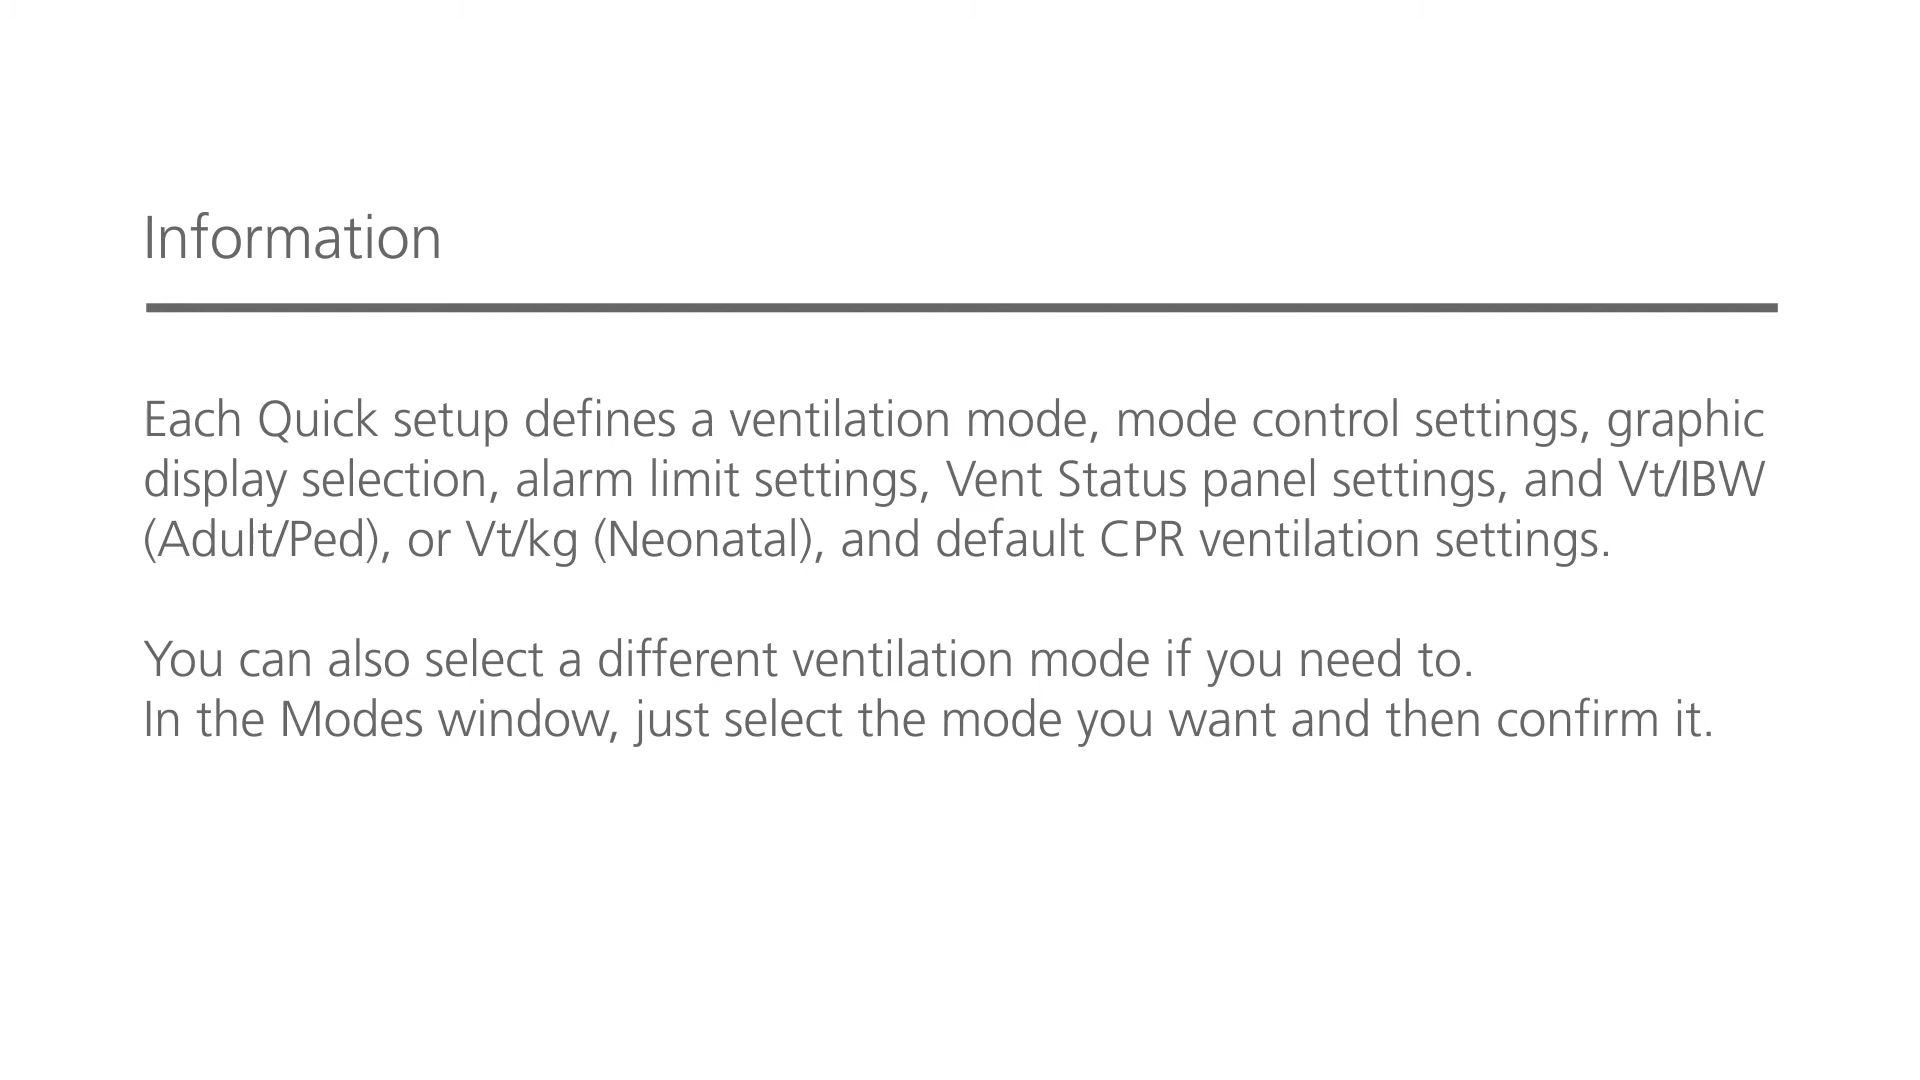 Information
Each Quick setup defines a ventilation mode, mode control settings, graphic
display selection, alarm limit settings, Vent Status panel settings, and Vt/IBW
(Adult/Ped), or Vt/kg (Neonatal), and default CPR ventilation settings.
You can also select a different ventilation mode if you need to.
In the Modes window, just select the mode you want and then confirm it.